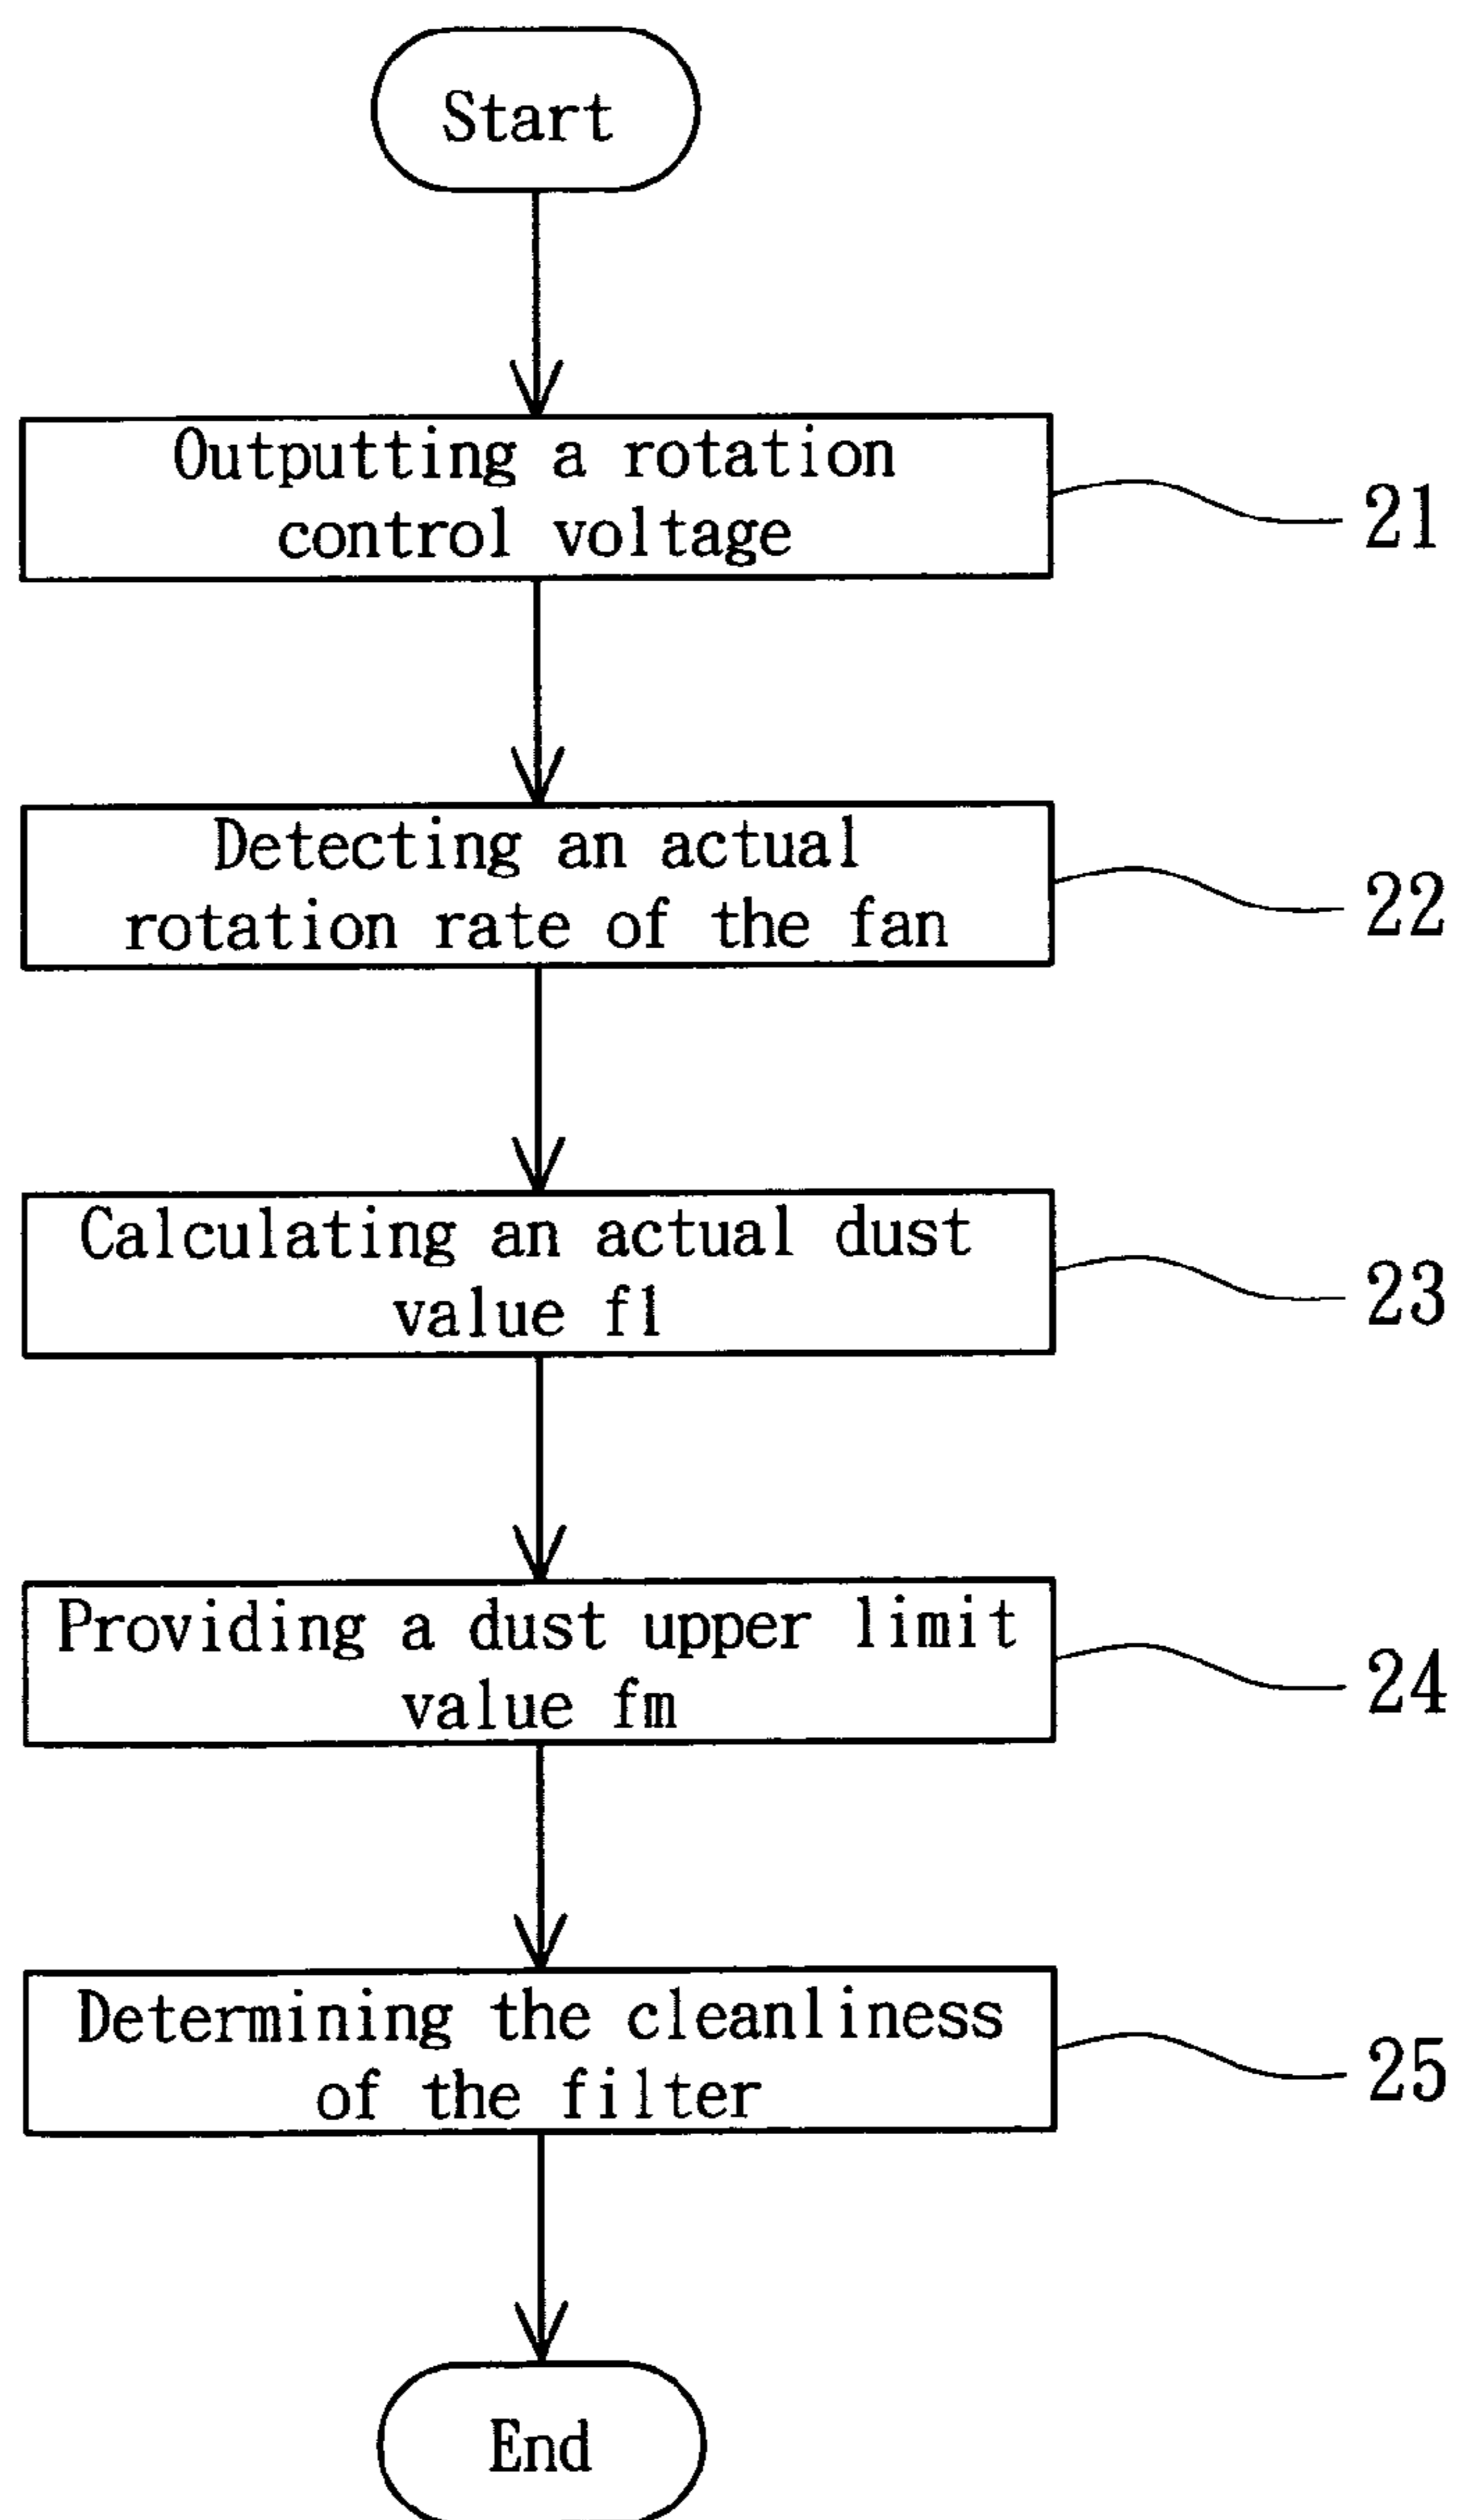 Start
Outputting a rotation
control voltage
21
Detecting an actual
rotation rate of the fan
22
Calculating an actual dust
value f1
23
Providing a dust upper limit
value fm
24
Determining the cleanliness
of the filter
25
End